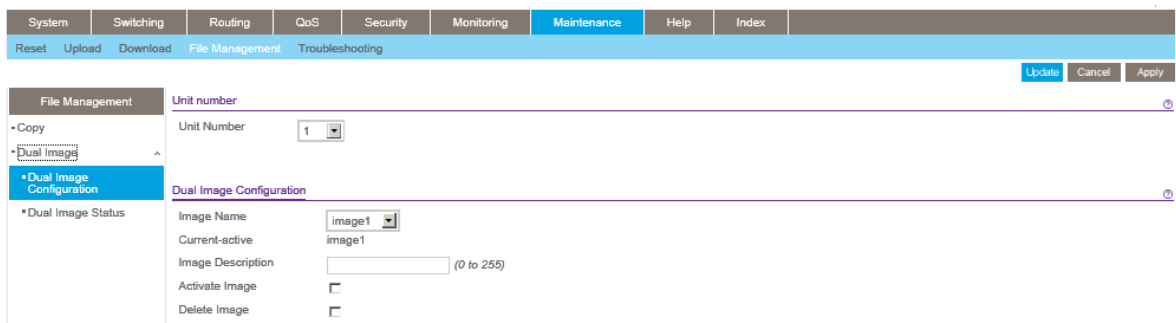 System Switching Routing QoS Security Monitoring Maintenance Help Index
Reset Upload Download File Management Troubleshooting
Update Cancel Apply
File Management
Copy
Dual Image
Dual Image
Configuration
Dual Image Status
Unit number
Unit Number 1
Dual Image Configuration
Image Name image1
Current-active image1
Image Description (0 to 255)
Activate Image
Delete Image